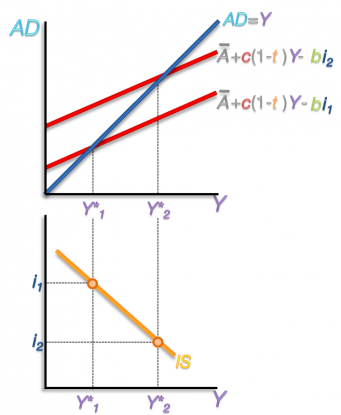 AD
AD=Y
Ā+c(1-t)Y-bi₂
Ā+c(1-t)Y-bi₁
Y*₁ Y*₂ Y
i₁
i₂
IS
Y*₁ Y*₂ Y